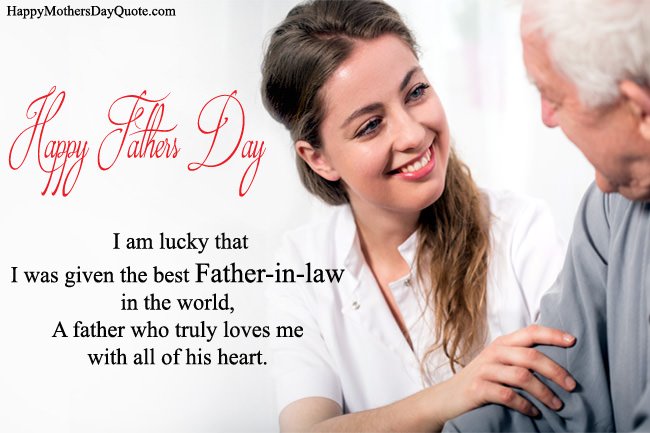 HappyMothersDayQuote.com
Happy Fathers Day
I am lucky that
I was given the best Father-in-law
in the world,
A father who truly loves me
with all of his heart.